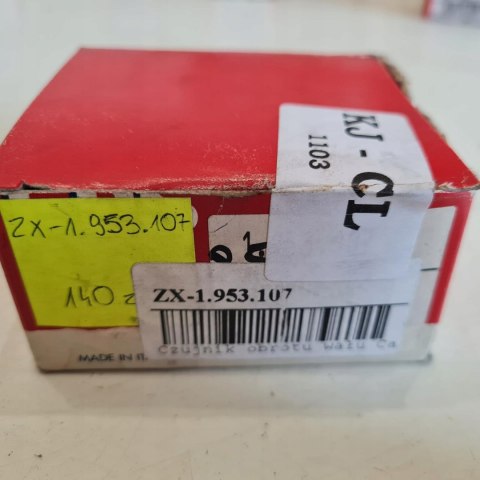 KJ - CL
1103
ZX-1.953.107
140 z
ZX-1.953.107
Czujnik obrotu wału Ca
MADE IN IT